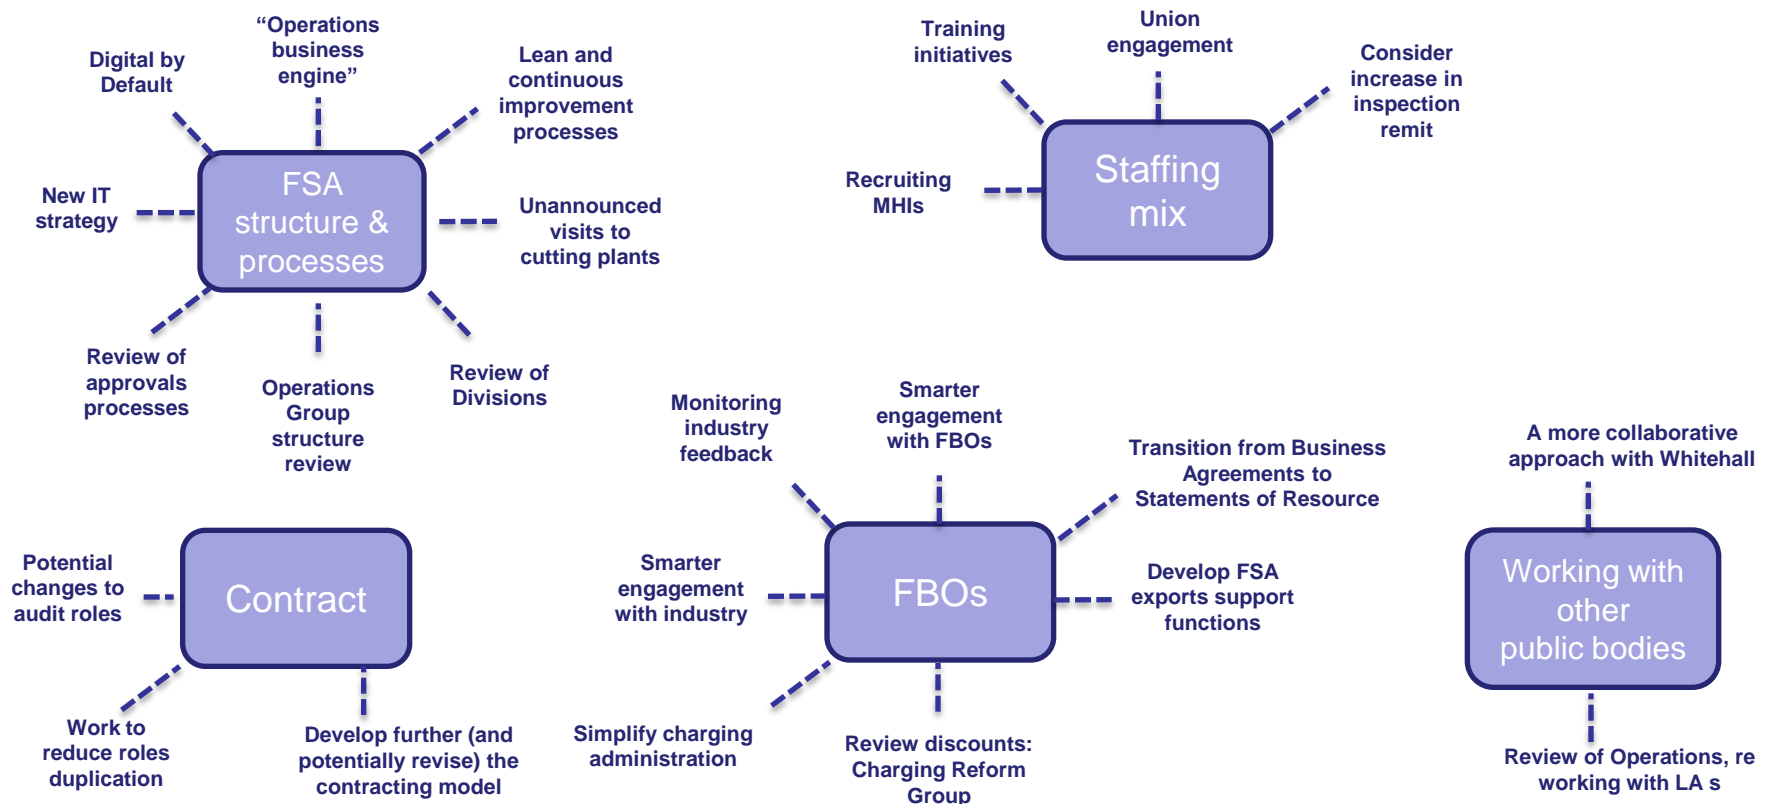 “Operations
business
engine”
Digital by
Default
Lean and
continuous
improvement
processes
New IT
strategy
FSA
structure &
processes
Unannounced
visits to
cutting plants
Review of
approvals
processes
Operations
Group
structure
review
Review of
Divisions
Training
initiatives
Union
engagement
Consider
increase in
inspection
remit
Recruiting
MHIs
Staffing
mix
Potential
changes to
audit roles
Contract
Work to
reduce roles
duplication
Develop further (and
potentially revise) the
contracting model
Monitoring
industry
feedback
Smarter
engagement
with FBOs
Transition from Business
Agreements to
Statements of Resource
Smarter
engagement
with industry
FBOs
Develop FSA
exports support
functions
Simplify charging
administration
Review discounts:
Charging Reform
Group
A more collaborative
approach with Whitehall
Working with
other
public bodies
Review of Operations, re
working with LA s